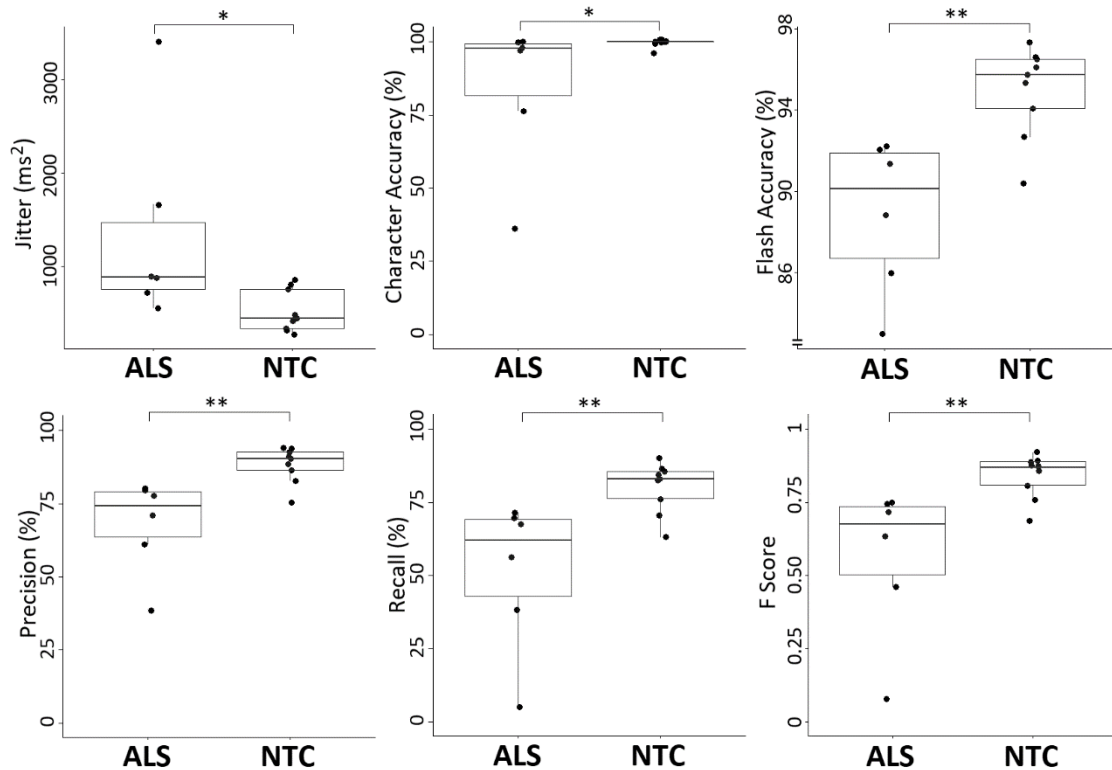 *
Jitter (ms²)
3000
2000
1000
ALS NTC
*
Character Accuracy (%)
100
75
50
25
0
ALS NTC
**
Flash Accuracy (%)
98
94
90
86
ALS NTC
**
Precision (%)
100
75
50
25
0
ALS NTC
**
Recall (%)
100
75
50
25
0
ALS NTC
**
F Score
1
0.75
0.50
0.25
0
ALS NTC